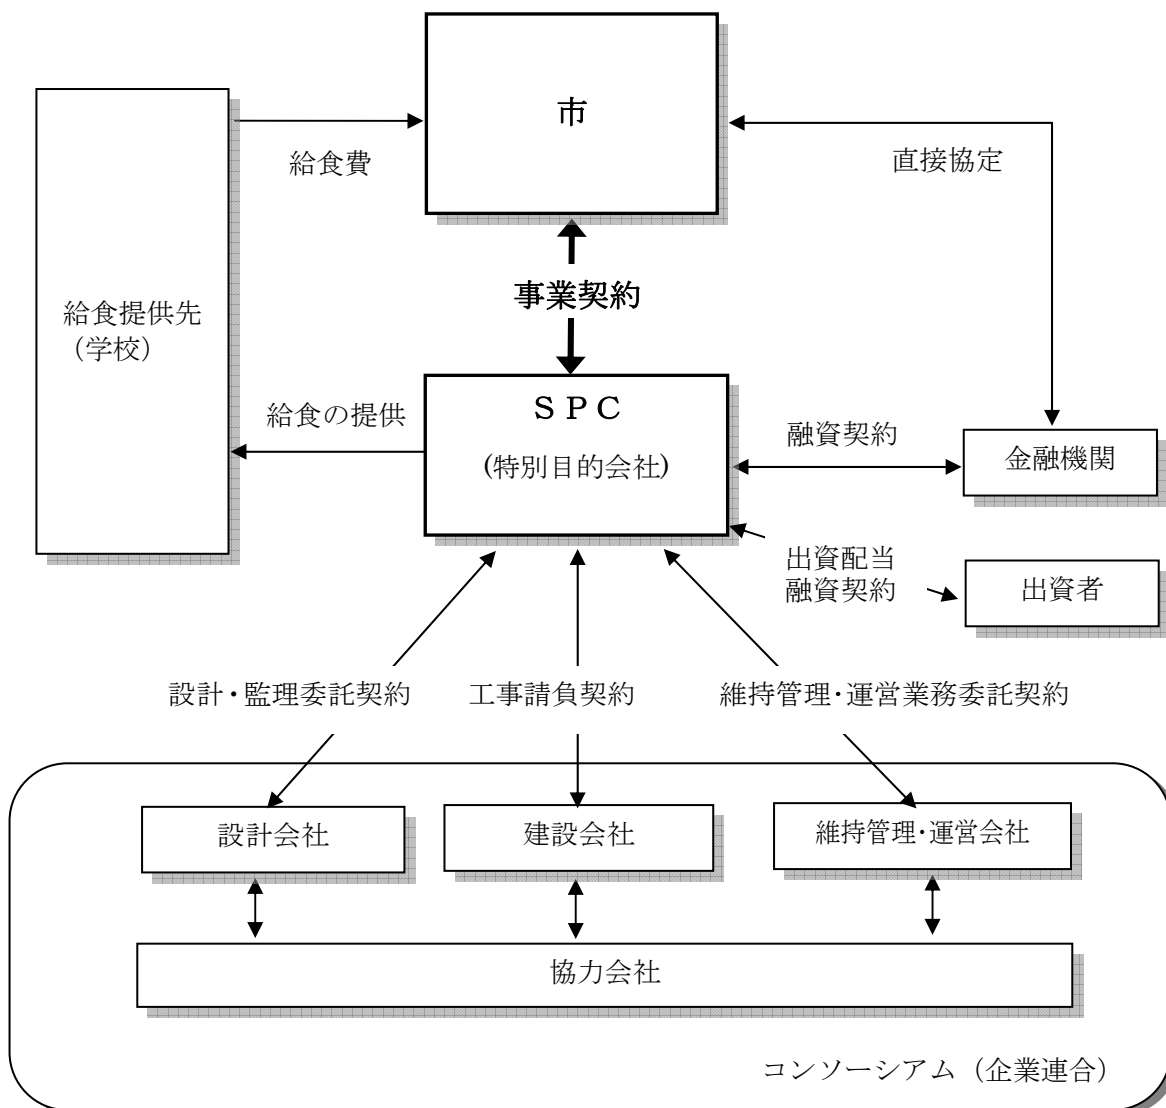 市
給食費
直接協定
事業契約
給食提供先
（学校）
ＳＰＣ
(特別目的会社)
給食の提供
融資契約
金融機関
出資配当
融資契約
出資者
設計・監理委託契約
工事請負契約
維持管理・運営業務委託契約
設計会社
建設会社
維持管理・運営会社
協力会社
コンソーシアム（企業連合）